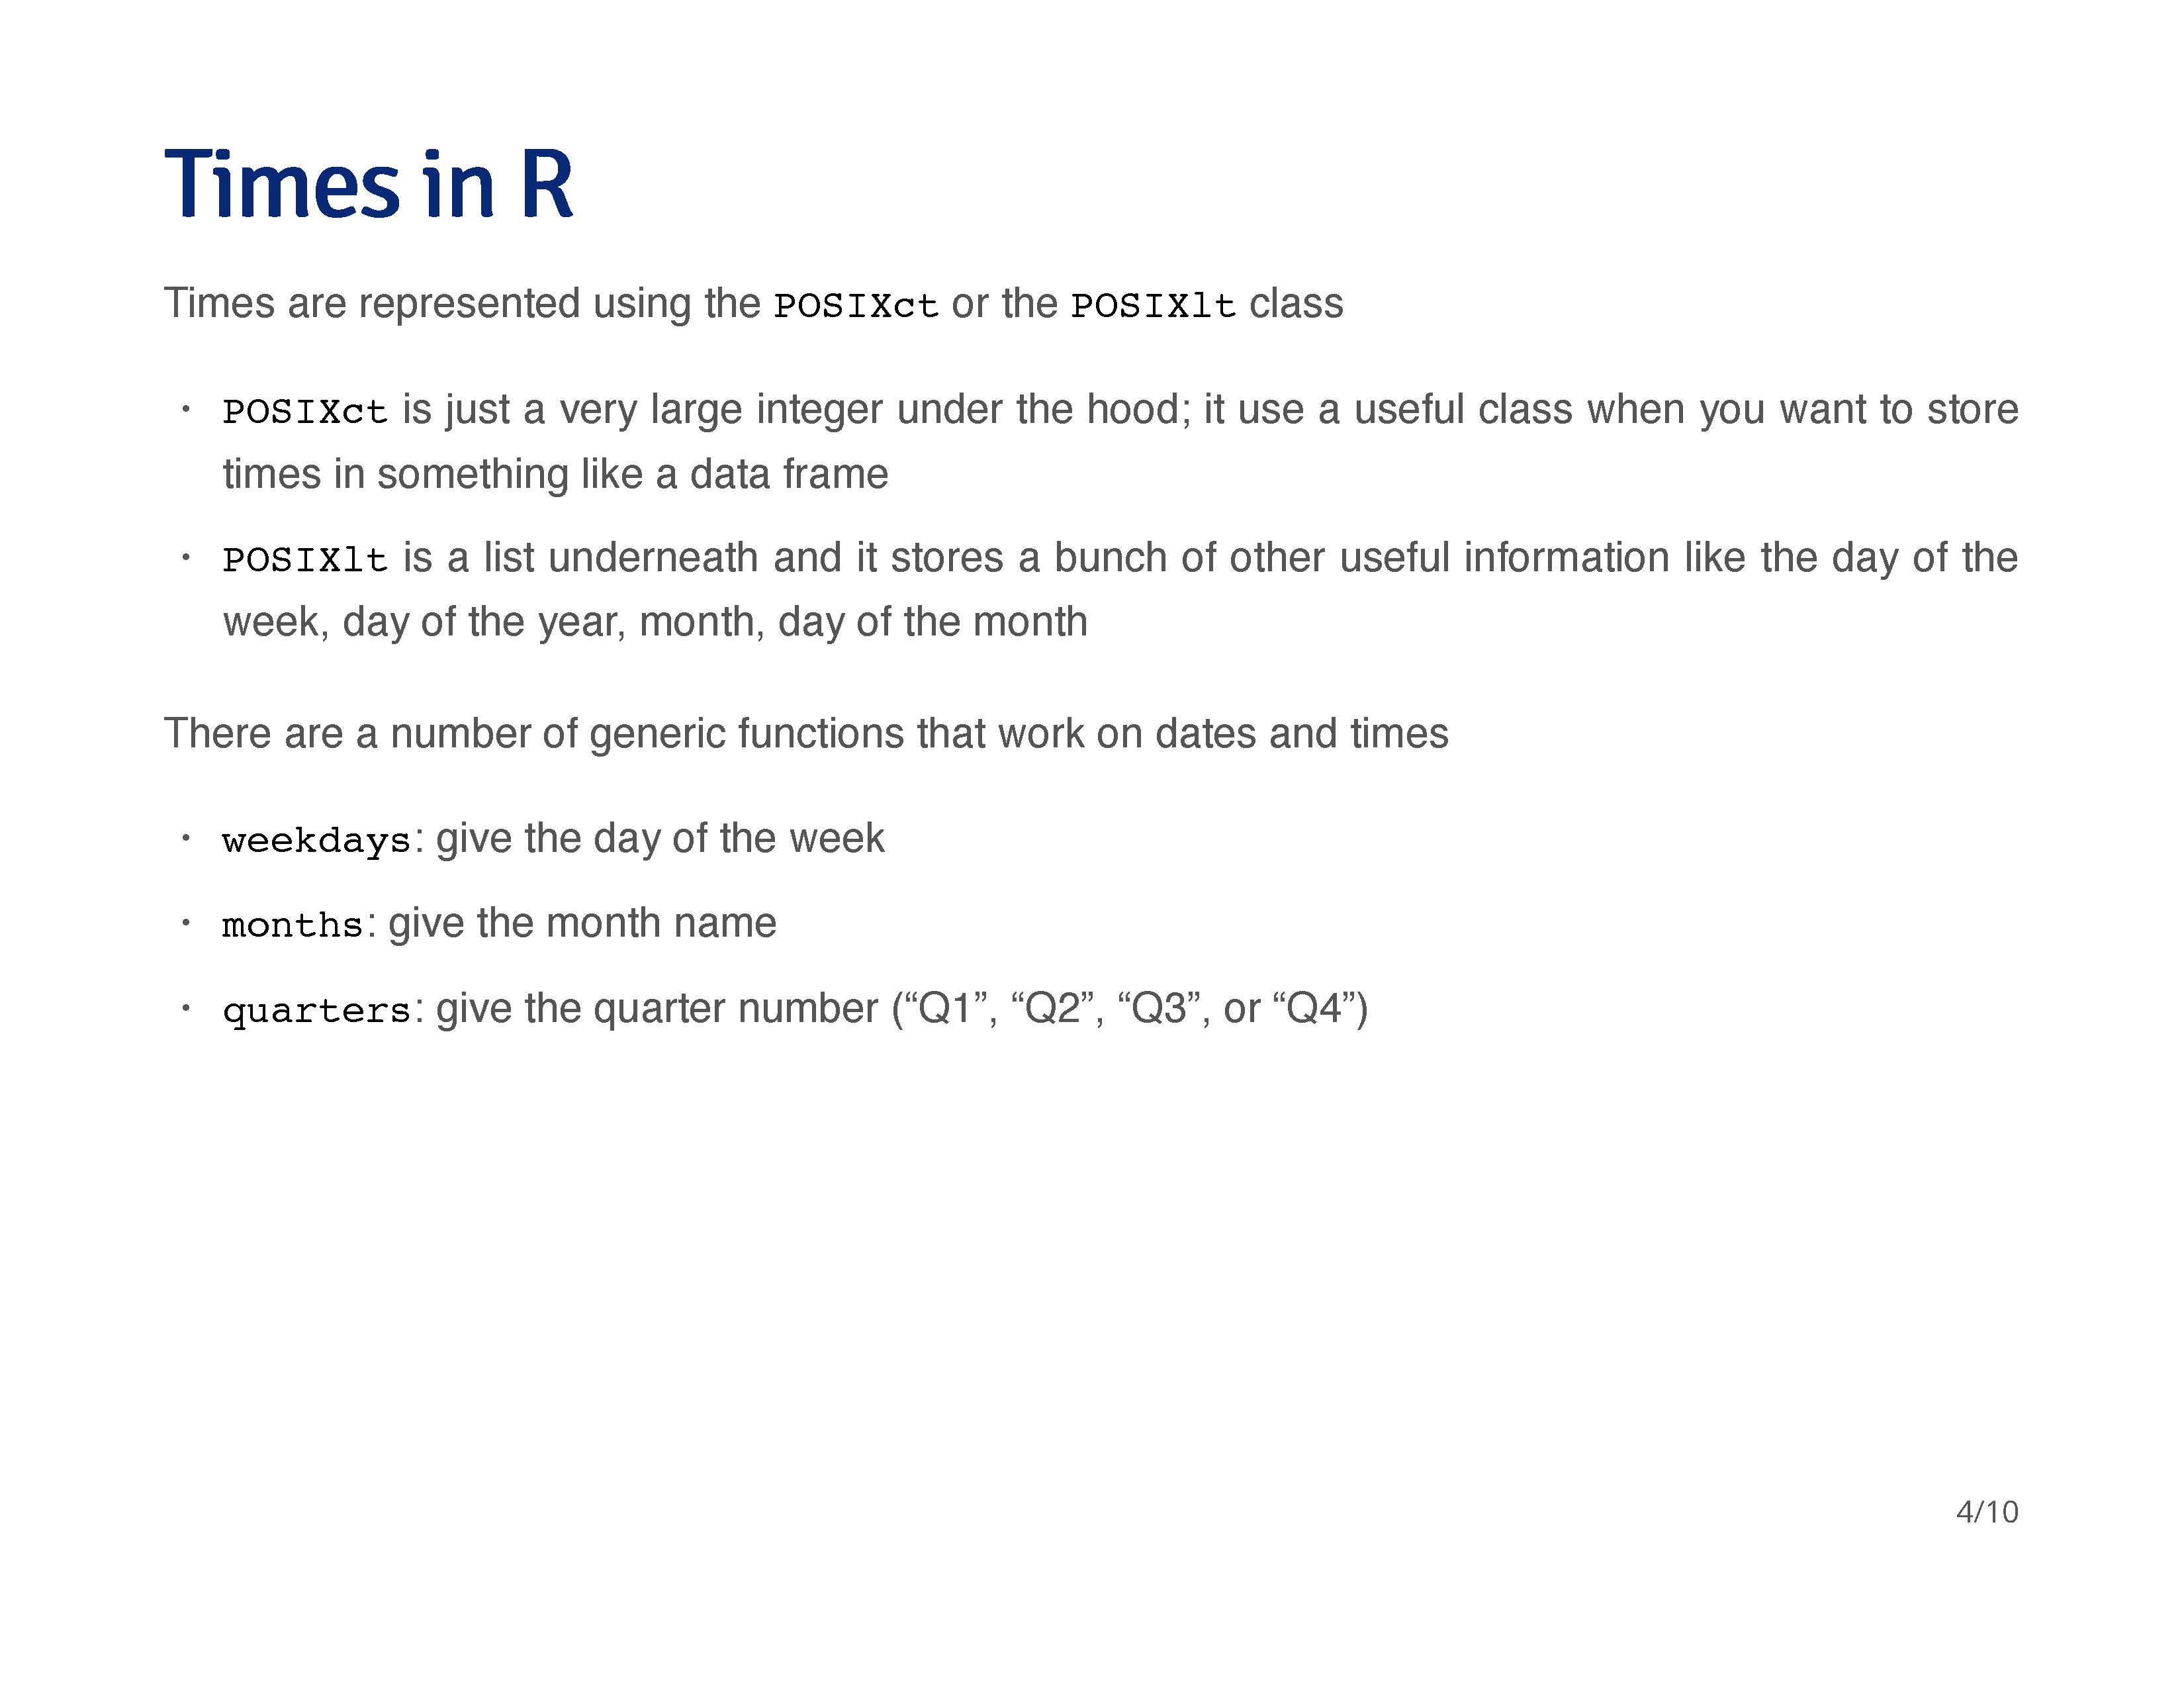 Times in R
Times are represented using the POSIXct or the POSIXlt class
· POSIXct is just a very large integer under the hood; it use a useful class when you want to store
times in something like a data frame
· POSIXlt is a list underneath and it stores a bunch of other useful information like the day of the
week, day of the year, month, day of the month
There are a number of generic functions that work on dates and times
· weekdays: give the day of the week
· months: give the month name
· quarters: give the quarter number (“Q1”, “Q2”, “Q3”, or “Q4”)
4/10